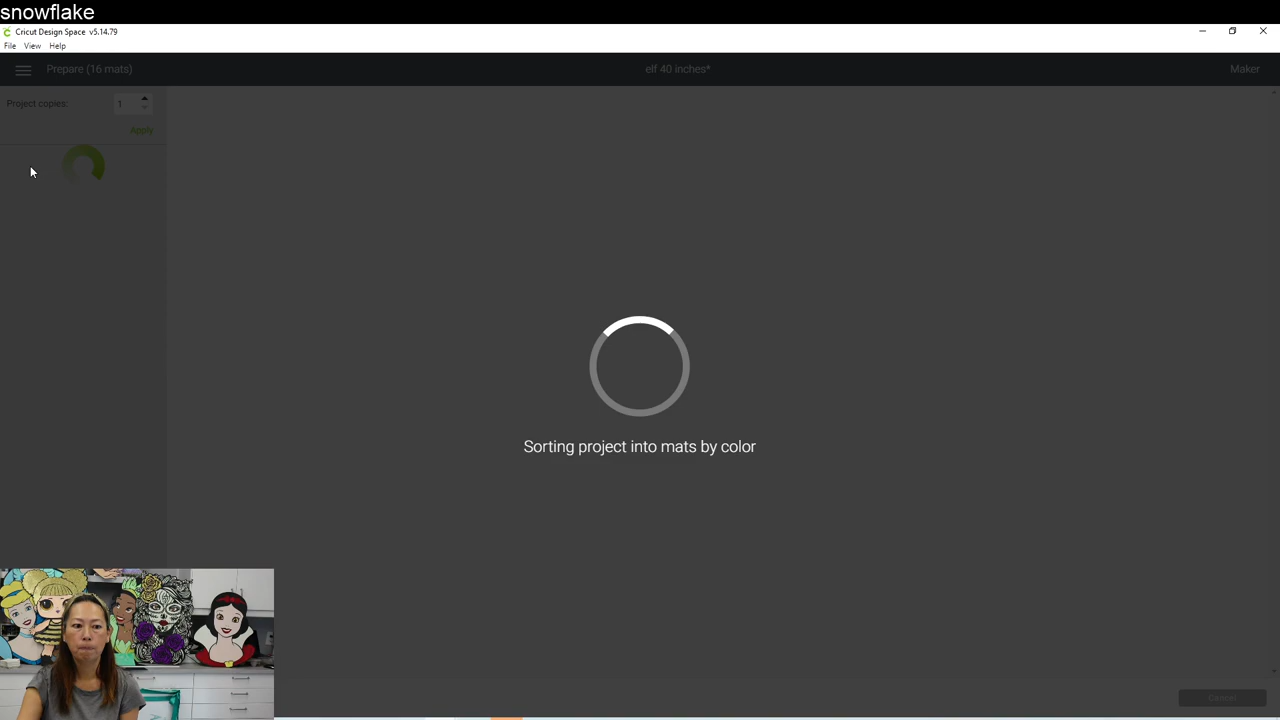 snowflake
Cricut Design Space v5.14.79
File View Help
Prepare (16 mats) elf 40 inches* Maker
Project copies: 1
Apply
Sorting project into mats by color
Cancel